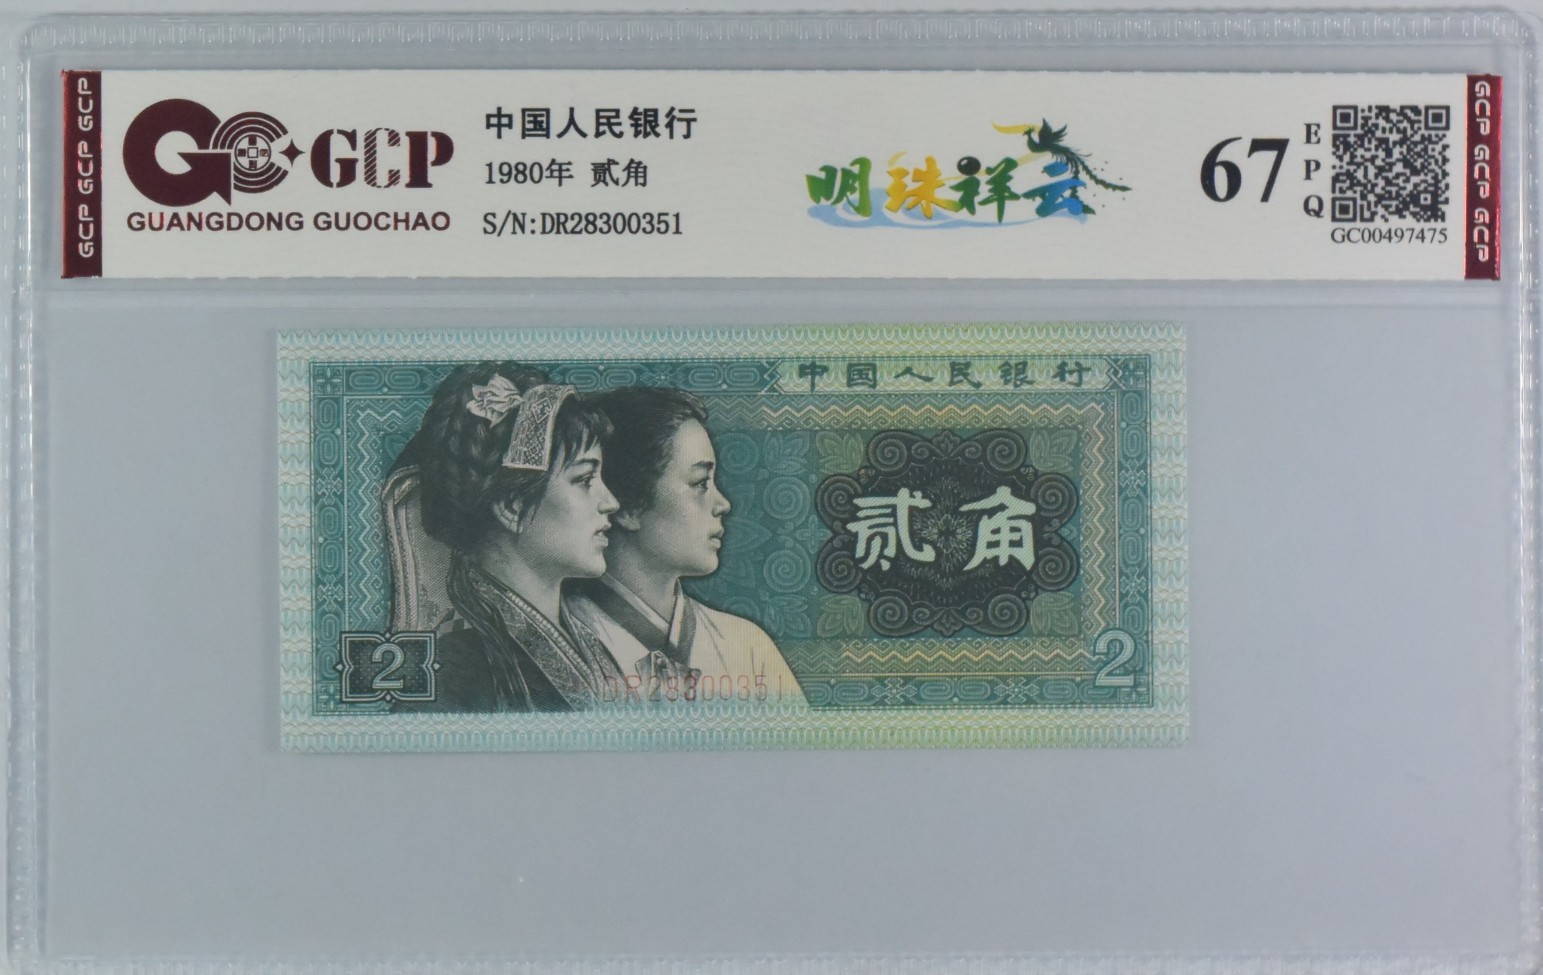 GCP GCP GCP
GCP
GUANGDONG GUOCHAO
中国人民银行
1980年 贰角
S/N:DR28300351
明珠祥云
67
E
P
Q
GC00497475
GCP GCP GCP
中国人民银行
贰角
2
2
DR28300351